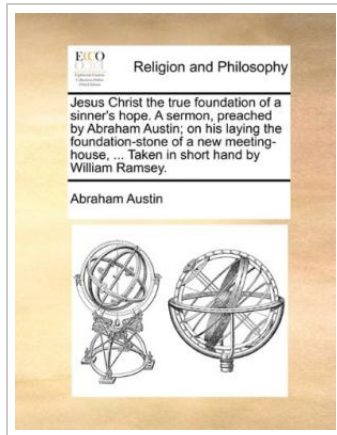 ECCO
Religion and Philosophy
Jesus Christ the true foundation of a
sinner's hope. A sermon, preached
by Abraham Austin; on his laying the
foundation-stone of a new meeting-
house, ... Taken in short hand by
William Ramsey.
Abraham Austin